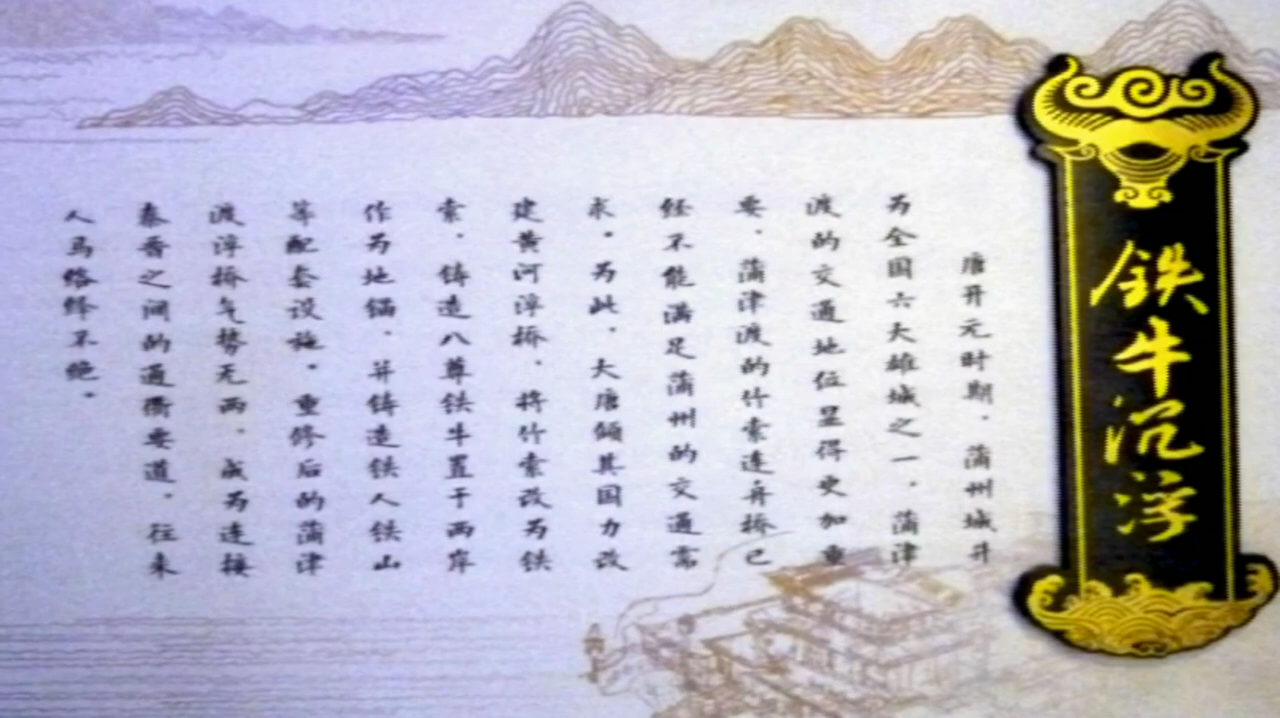 铁牛沉浮
唐开元时期，蒲州城升
为全国六大雄城之一，蒲津
渡的交通地位显得更加重
要，蒲津渡的竹索连舟桥已
经不能满足蒲州的交通需
求。为此，大唐倾其国力改
建黄河浮桥，将竹索改为铁
索，铸造八尊铁牛置于两岸
作为地锚，并铸造铁人铁山
等配套设施。重修后的蒲津
渡浮桥气势无两，成为连接
秦晋之间的通衢要道，往来
人马络绎不绝。